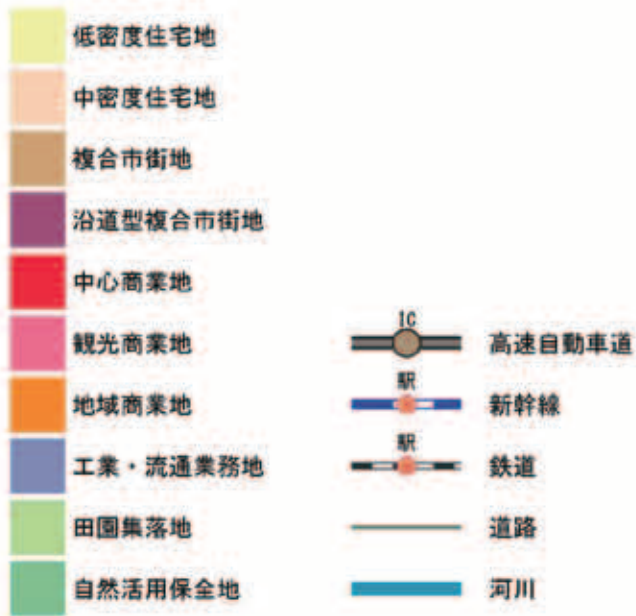 低密度住宅地
中密度住宅地
複合市街地
沿道型複合市街地
中心商業地
観光商業地
地域商業地
工業・流通業務地
田園集落地
自然活用保全地
IC
高速自動車道
駅
新幹線
駅
鉄道
道路
河川